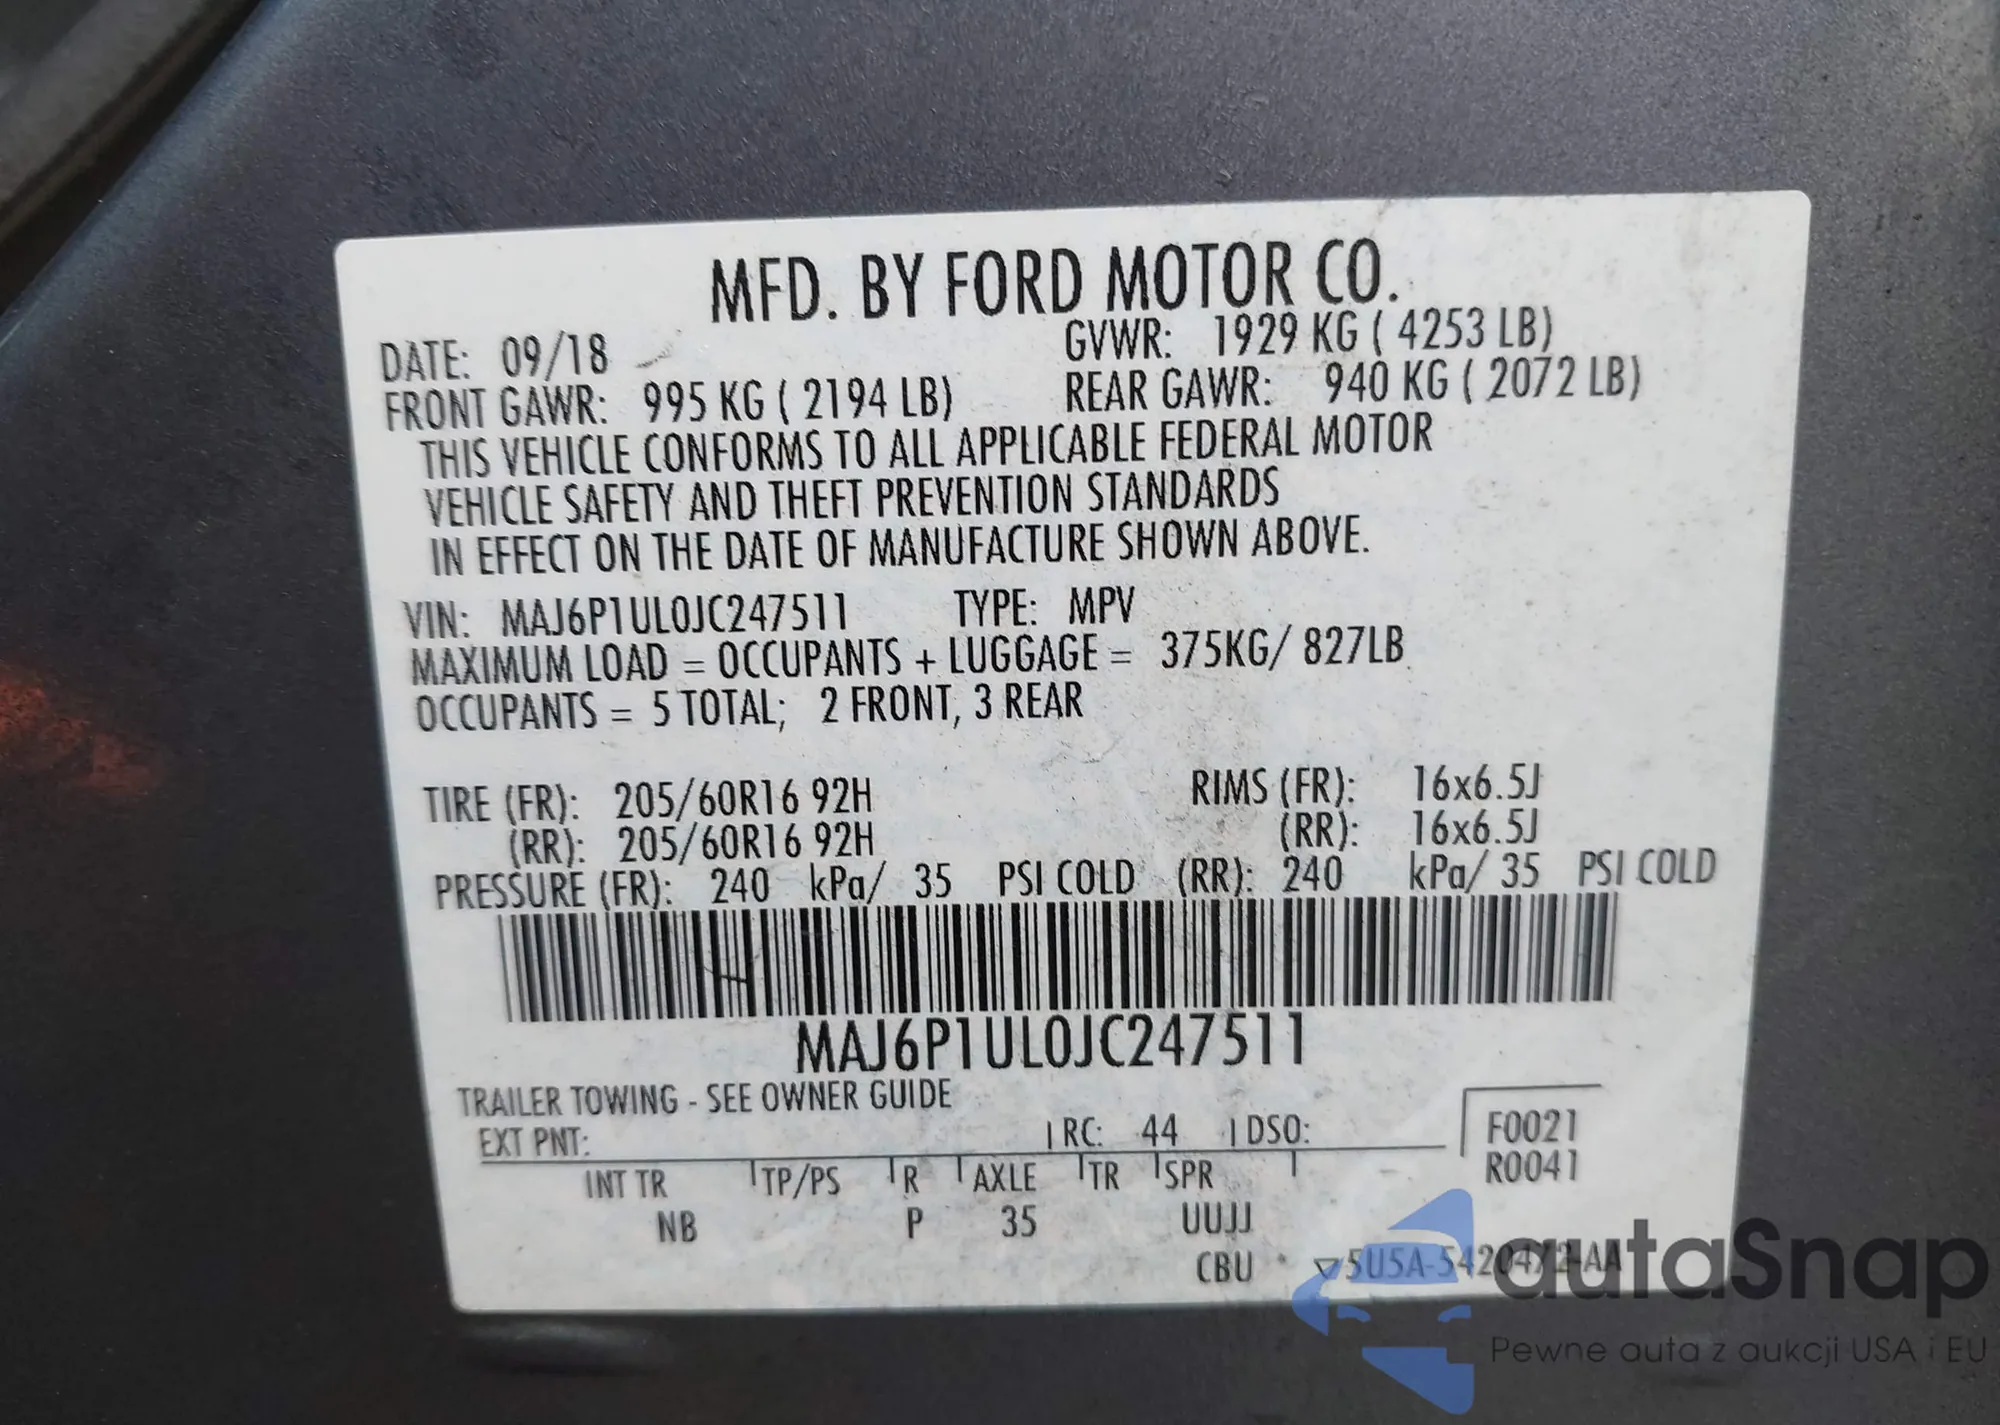 MFD. BY FORD MOTOR CO.
DATE: 09/18 GVWR: 1929 KG ( 4253 LB)
FRONT GAWR: 995 KG ( 2194 LB) REAR GAWR: 940 KG ( 2072 LB)
THIS VEHICLE CONFORMS TO ALL APPLICABLE FEDERAL MOTOR
VEHICLE SAFETY AND THEFT PREVENTION STANDARDS
IN EFFECT ON THE DATE OF MANUFACTURE SHOWN ABOVE.
VIN: MAJ6P1UL0JC247511 TYPE: MPV
MAXIMUM LOAD = OCCUPANTS + LUGGAGE = 375KG/ 827LB
OCCUPANTS = 5 TOTAL; 2 FRONT, 3 REAR
TIRE (FR): 205/60R16 92H RIMS (FR): 16x6.5J
(RR): 205/60R16 92H (RR): 16x6.5J
PRESSURE (FR): 240 kPa/ 35 PSI COLD (RR): 240 kPa/ 35 PSI COLD
MAJ6P1UL0JC247511
TRAILER TOWING - SEE OWNER GUIDE
EXT PNT: RC: 44 DSO: F0021
R0041
INT TR TP/PS R AXLE TR SPR
NB P 35 UUJJ
CBU 5U5A-5420472-AA
autaSnap
Pewne auta z aukcji USA i EU